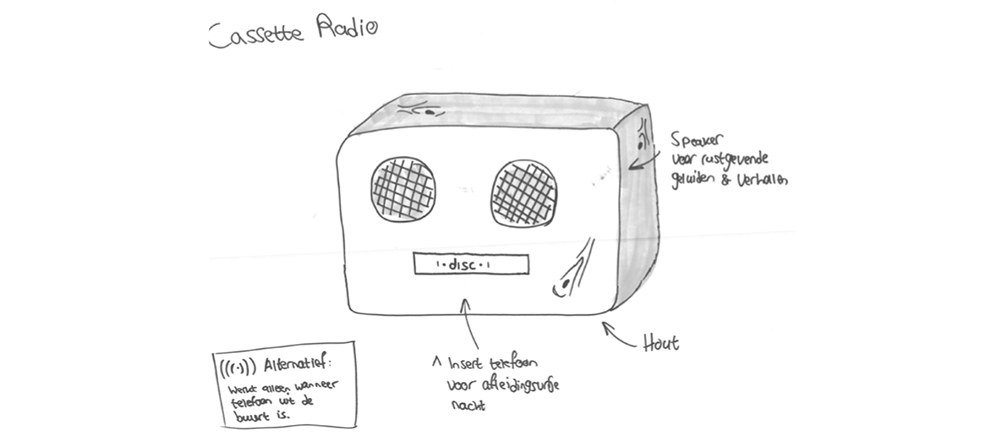 Cassette Radio
Speaker
voor rustgevende
geluiden & verhalen
disc
Hout
^ Insert telefoon
voor afleidingsvrije
nacht
(((·))) Alternatief:
Werkt alleen wanneer
telefoon uit de
buurt is.